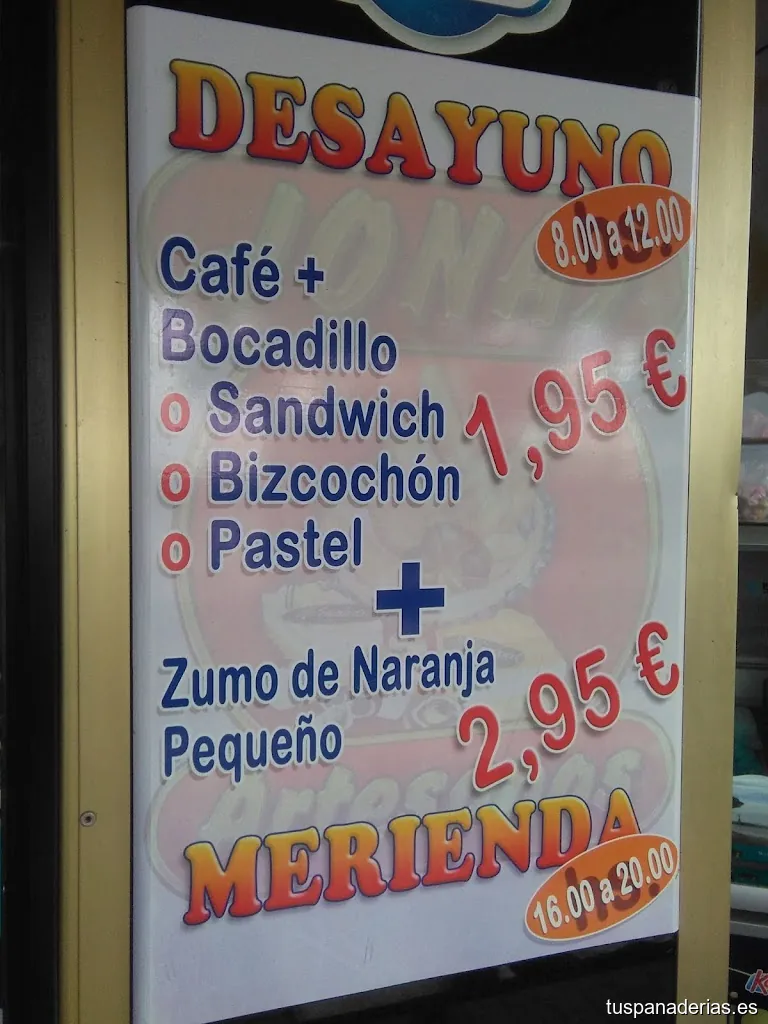 DESAYUNO
8.00 a 12.00
hs.
Café +
Bocadillo
o Sandwich
1,95 €
o Bizcochón
o Pastel
+
Zumo de Naranja
Pequeño
2,95 €
Artesanos
MERIENDA
16.00 a 20.00
hs.
tuspanaderias.es